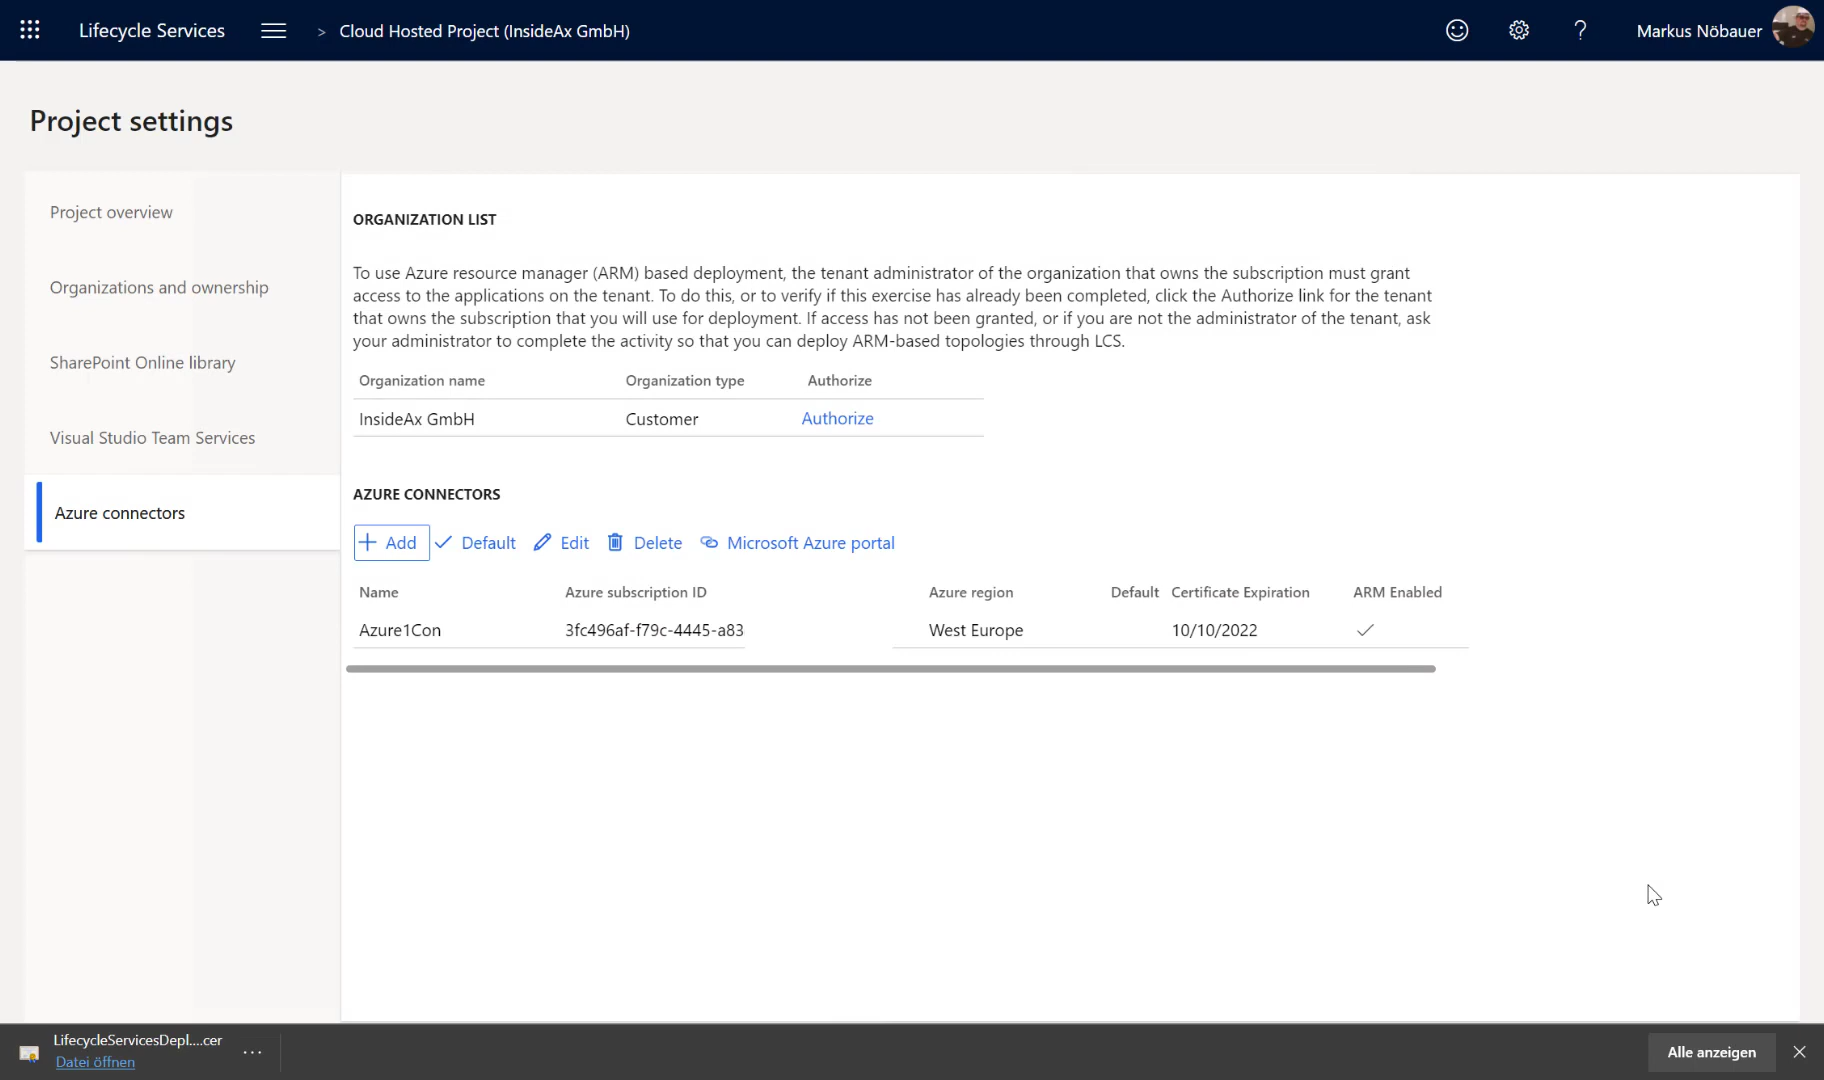 Lifecycle Services > Cloud Hosted Project (InsideAx GmbH) ? Markus Nöbauer
Project settings
Project overview
Organizations and ownership
SharePoint Online library
Visual Studio Team Services
Azure connectors
ORGANIZATION LIST
To use Azure resource manager (ARM) based deployment, the tenant administrator of the organization that owns the subscription must grant
access to the applications on the tenant. To do this, or to verify if this exercise has already been completed, click the Authorize link for the tenant
that owns the subscription that you will use for deployment. If access has not been granted, or if you are not the administrator of the tenant, ask
your administrator to complete the activity so that you can deploy ARM-based topologies through LCS.
Organization name Organization type Authorize
InsideAx GmbH Customer Authorize
AZURE CONNECTORS
Add Default Edit Delete Microsoft Azure portal
Name Azure subscription ID Azure region Default Certificate Expiration ARM Enabled
Azure1Con 3fc496af-f79c-4445-a83 West Europe 10/10/2022
LifecycleServicesDepl....cer
Datei öffnen
Alle anzeigen